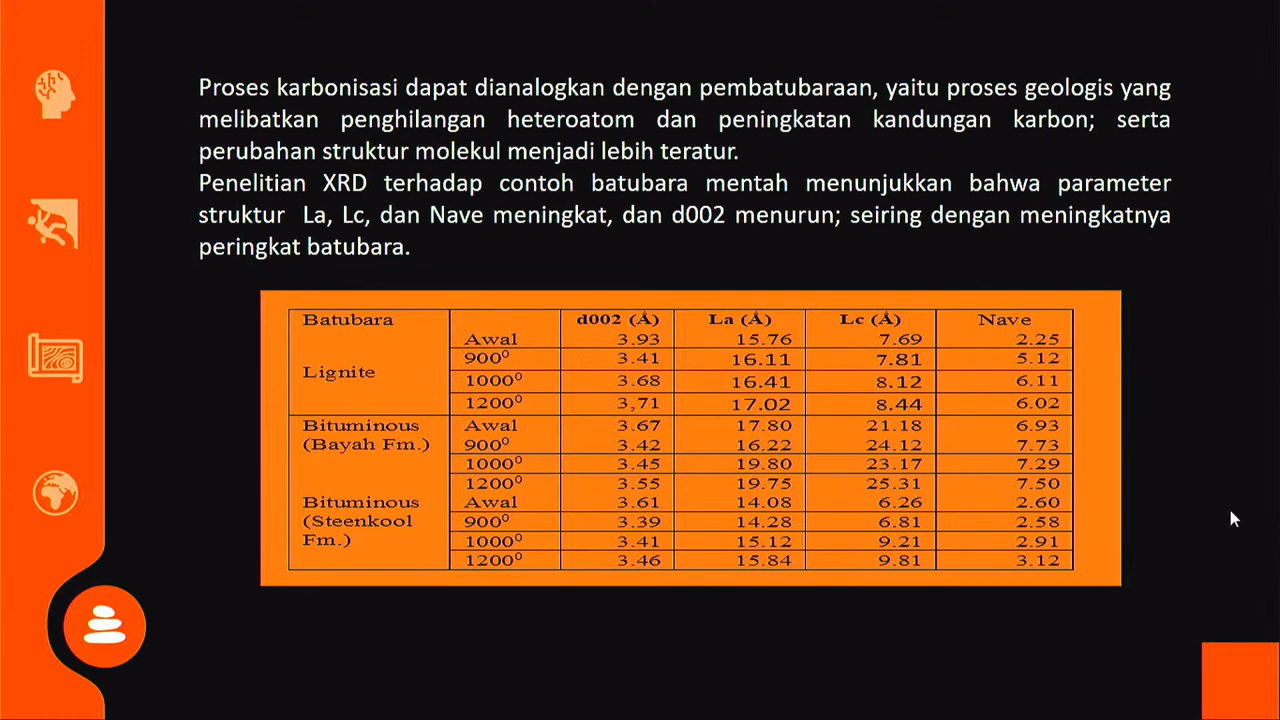 Proses karbonisasi dapat dianalogkan dengan pembatubaraan, yaitu proses geologis yang
melibatkan penghilangan heteroatom dan peningkatan kandungan karbon; serta
perubahan struktur molekul menjadi lebih teratur.
Penelitian XRD terhadap contoh batubara mentah menunjukkan bahwa parameter
struktur La, Lc, dan Nave meningkat, dan d002 menurun; seiring dengan meningkatnya
peringkat batubara.
Batubara d002 (Å) La (Å) Lc (Å) Nave
Awal 3.93 15.76 7.69 2.25
900⁰ 3.41 16.11 7.81 5.12
Lignite
1000⁰ 3.68 16.41 8.12 6.11
1200⁰ 3,71 17.02 8.44 6.02
Bituminous Awal 3.67 17.80 21.18 6.93
(Bayah Fm.) 900⁰ 3.42 16.22 24.12 7.73
1000⁰ 3.45 19.80 23.17 7.29
1200⁰ 3.55 19.75 25.31 7.50
Bituminous Awal 3.61 14.08 6.26 2.60
(Steenkool 900⁰ 3.39 14.28 6.81 2.58
Fm.) 1000⁰ 3.41 15.12 9.21 2.91
1200⁰ 3.46 15.84 9.81 3.12